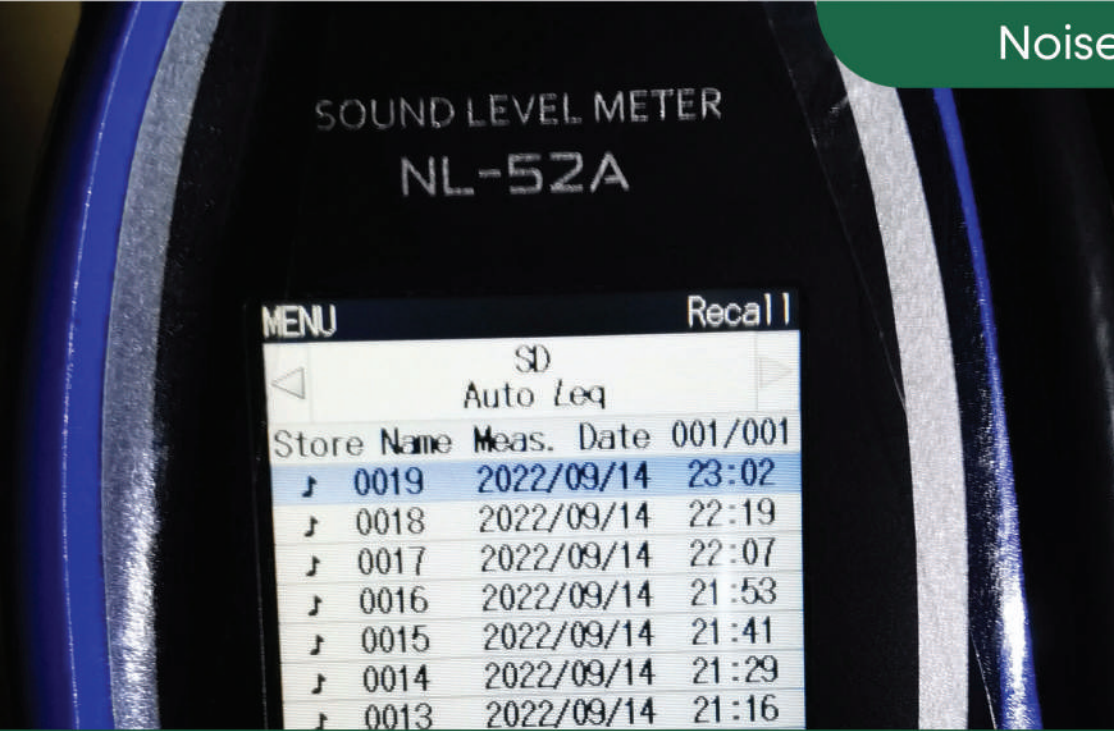 Noise
SOUND LEVEL METER
NL-52A
MENU Recall
SD
Auto Leq
Store Name Meas. Date 001/001
0019 2022/09/14 23:02
0018 2022/09/14 22:19
0017 2022/09/14 22:07
0016 2022/09/14 21:53
0015 2022/09/14 21:41
0014 2022/09/14 21:29
0013 2022/09/14 21:16